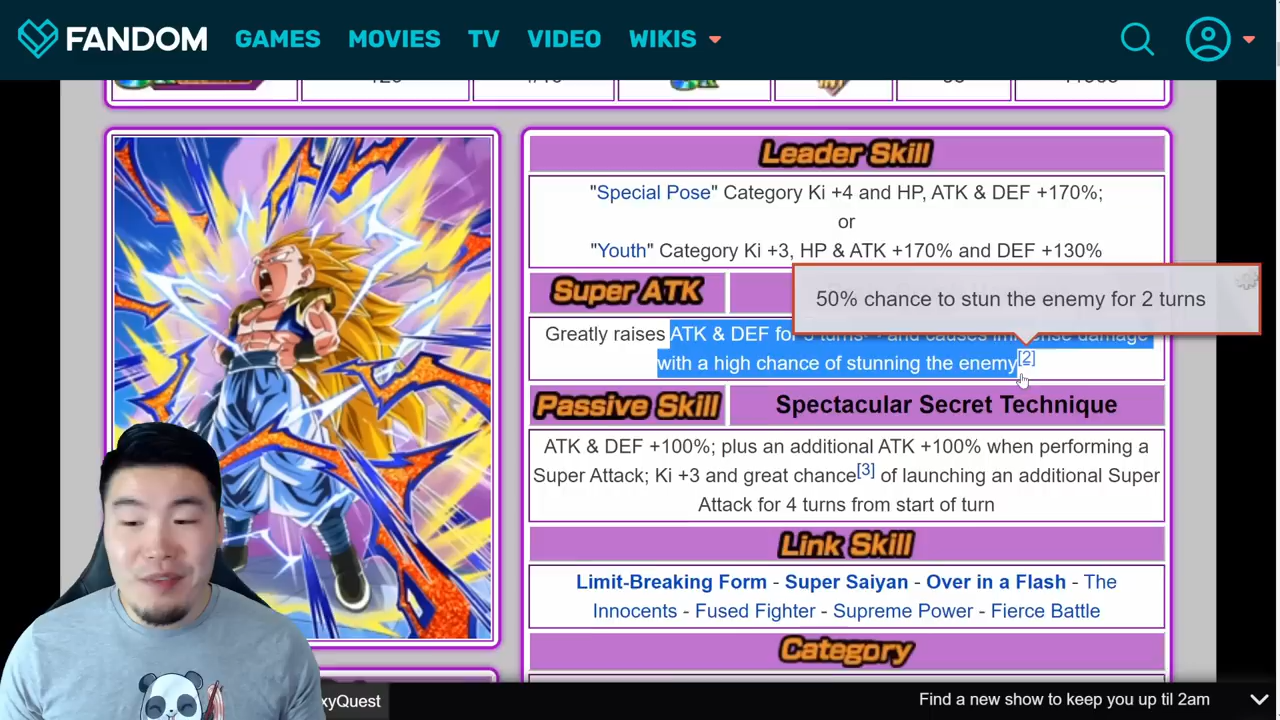 FANDOM GAMES MOVIES TV VIDEO WIKIS
Leader Skill
"Special Pose" Category Ki +4 and HP, ATK & DEF +170%;
or
"Youth" Category Ki +3, HP & ATK +170% and DEF +130%
Super ATK
50% chance to stun the enemy for 2 turns
Greatly raises ATK & DEF for 3 turns and causes immense damage
with a high chance of stunning the enemy[2]
Passive Skill Spectacular Secret Technique
ATK & DEF +100%; plus an additional ATK +100% when performing a
Super Attack; Ki +3 and great chance[3] of launching an additional Super
Attack for 4 turns from start of turn
Link Skill
Limit-Breaking Form - Super Saiyan - Over in a Flash - The
Innocents - Fused Fighter - Supreme Power - Fierce Battle
Category
xyQuest
Find a new show to keep you up til 2am